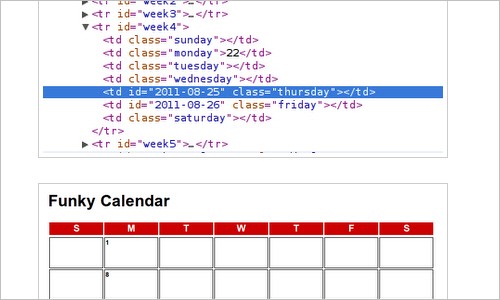 ▶<tr id="week2">…</tr>
▶<tr id="week3">…</tr>
▼<tr id="week4">
<td class="sunday"></td>
<td class="monday">22</td>
<td class="tuesday"></td>
<td class="wednesday"></td>
<td id="2011-08-25" class="thursday"></td>
<td id="2011-08-26" class="friday"></td>
<td class="saturday"></td>
</tr>
▶<tr id="week5">…</tr>
Funky Calendar
S M T W T F S
1
8